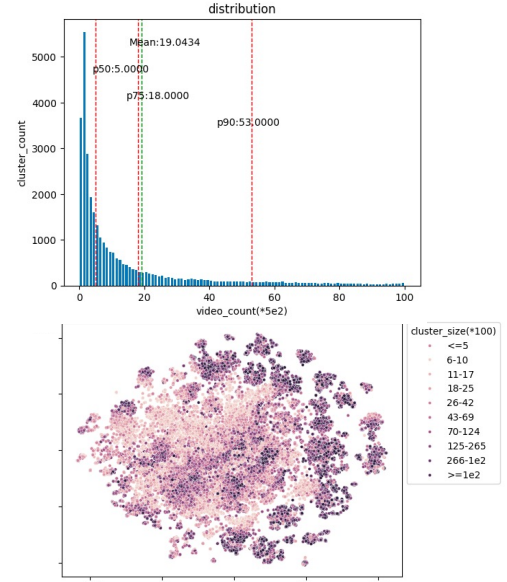 distribution
Mean:19.0434
p50:5.0000
p75:18.0000
p90:53.0000
cluster_count
5000
4000
3000
2000
1000
0
0 20 40 60 80 100
video_count(*5e2)
cluster_size(*100)
<=5
6-10
11-17
18-25
26-42
43-69
70-124
125-265
266-1e2
>=1e2